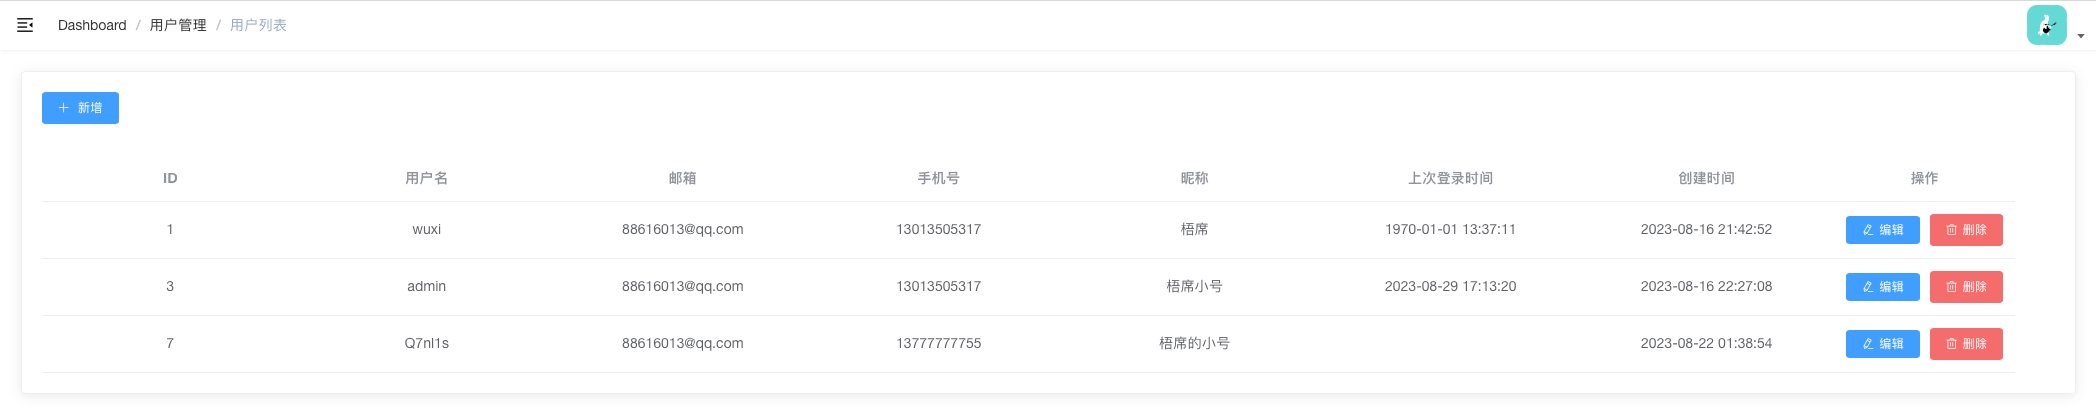 Dashboard / 用户管理 / 用户列表
新增
ID 用户名 邮箱 手机号 昵称 上次登录时间 创建时间 操作
1 wuxi 88616013@qq.com 13013505317 梧席 1970-01-01 13:37:11 2023-08-16 21:42:52 编辑 删除
3 admin 88616013@qq.com 13013505317 梧席小号 2023-08-29 17:13:20 2023-08-16 22:27:08 编辑 删除
7 Q7nl1s 88616013@qq.com 13777777755 梧席的小号 2023-08-22 01:38:54 编辑 删除